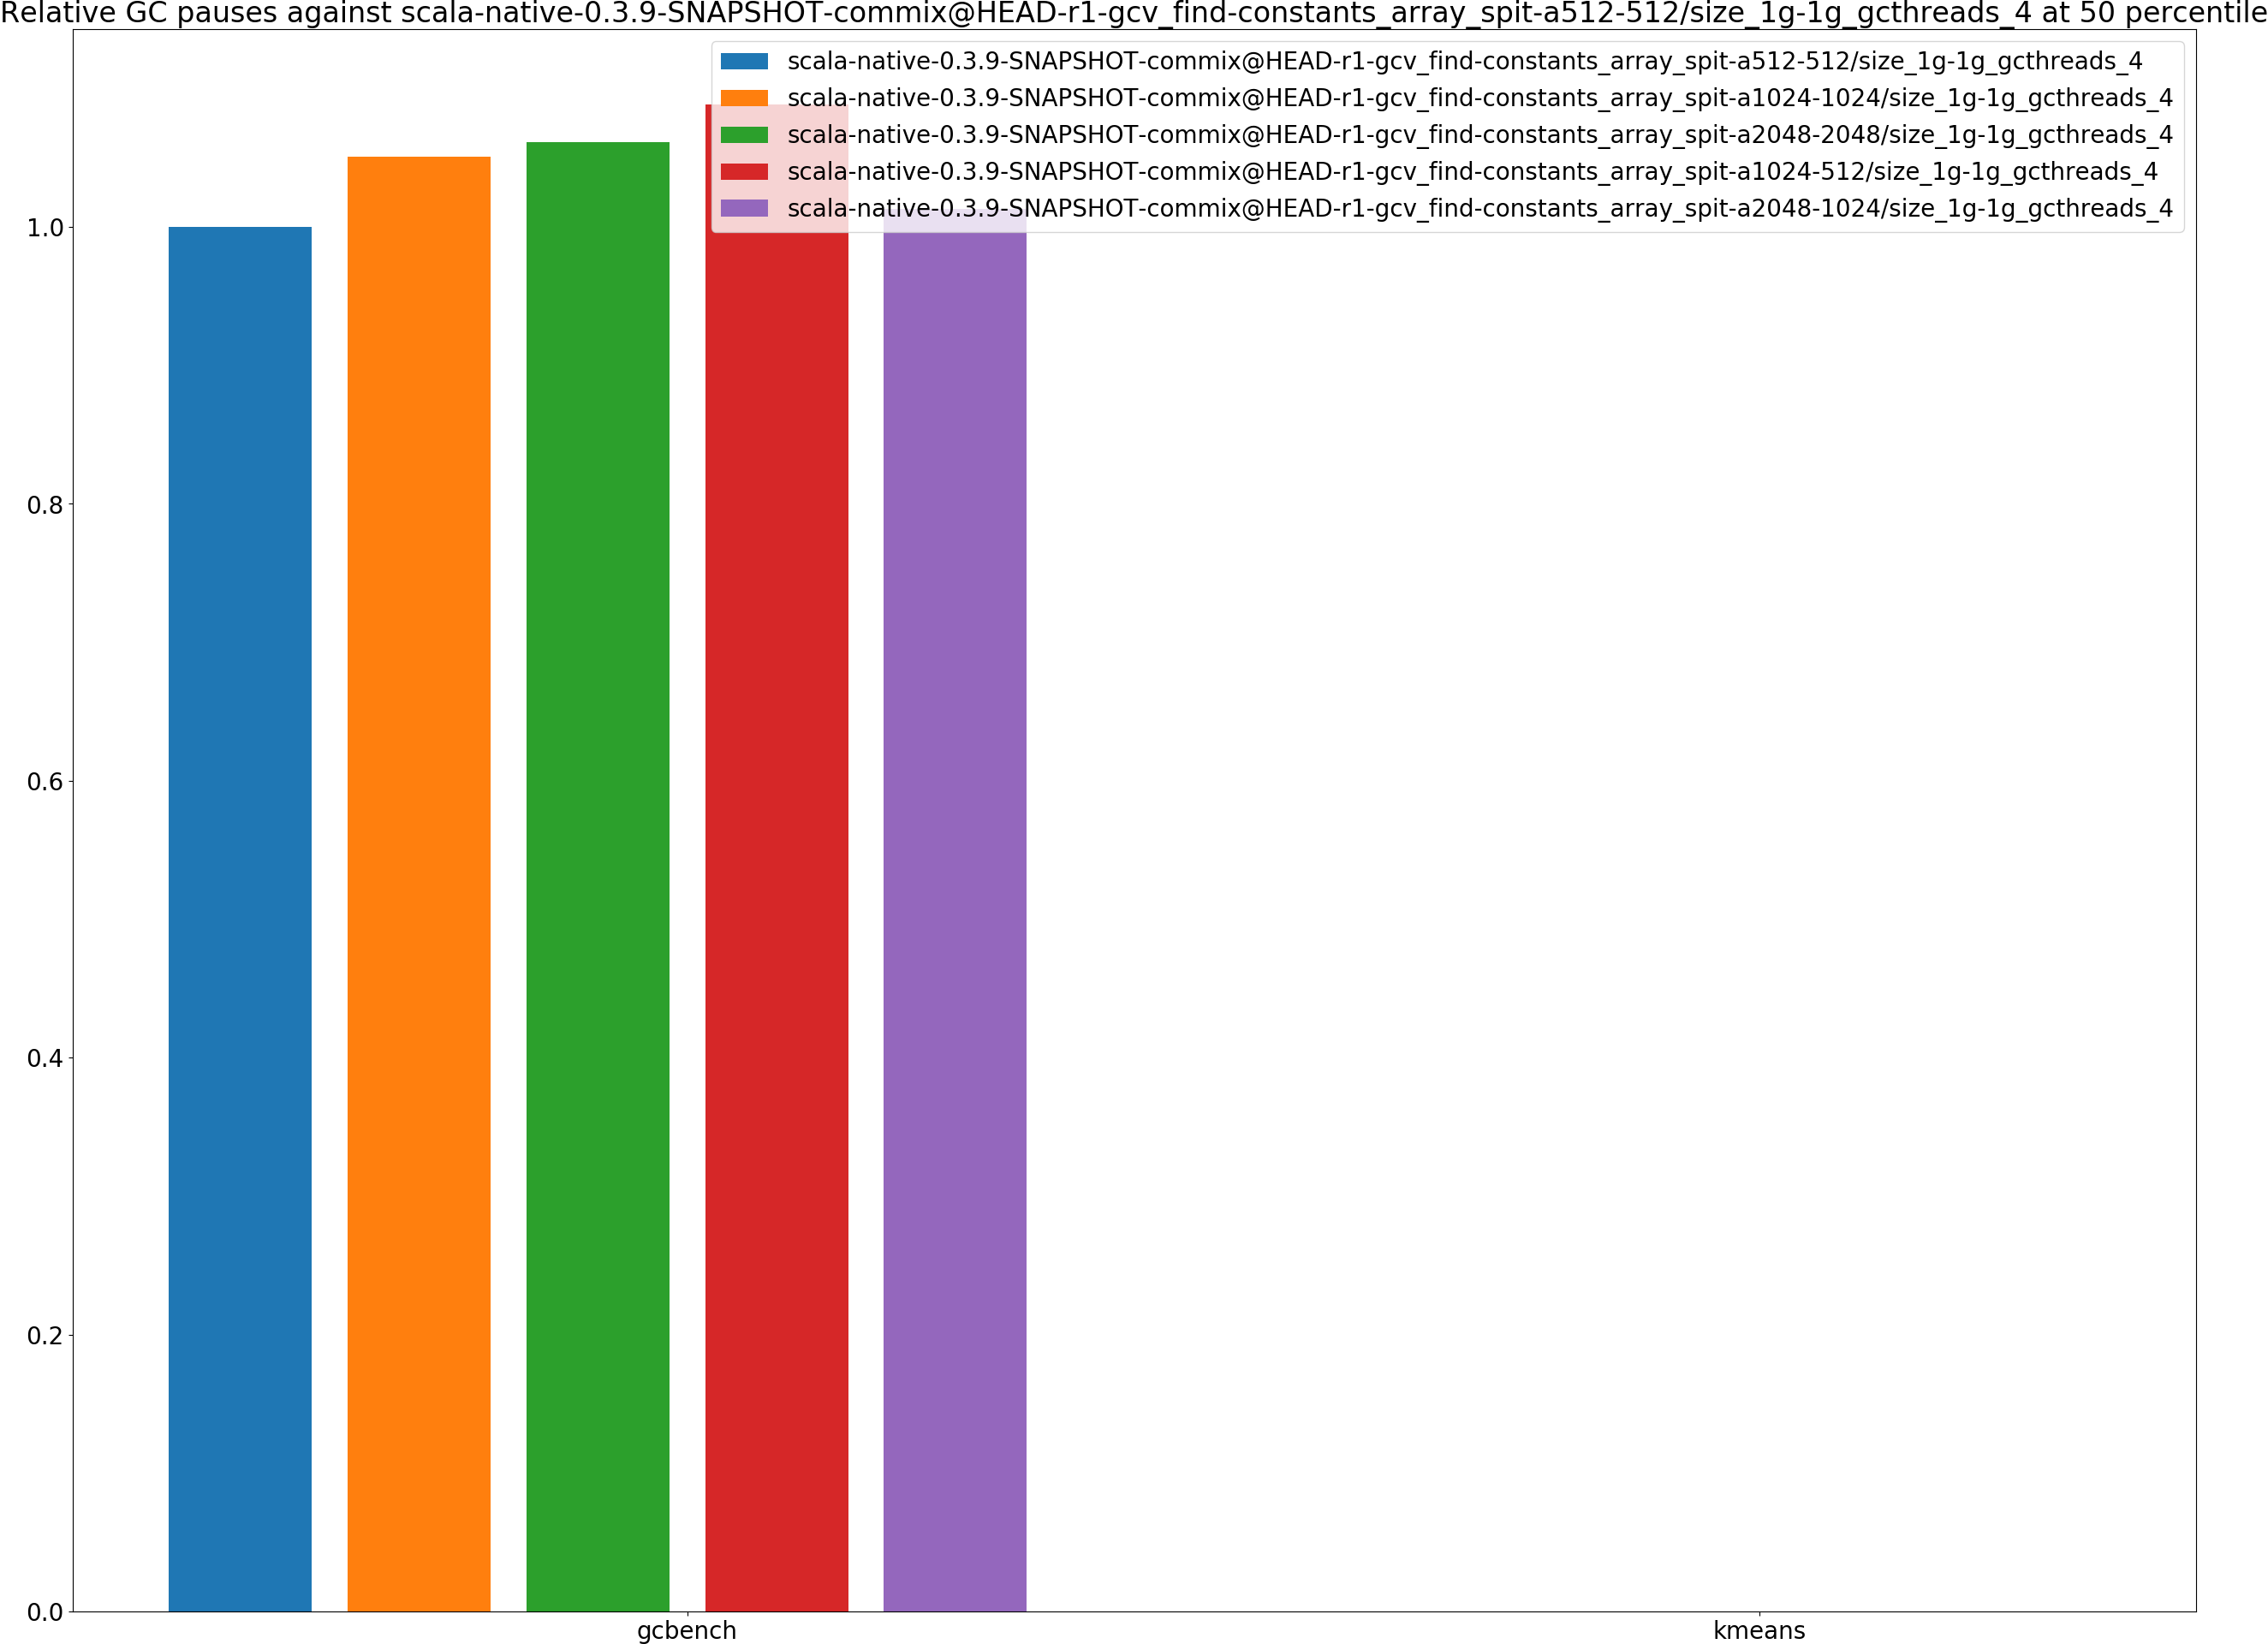 Relative GC pauses against scala-native-0.3.9-SNAPSHOT-commix@HEAD-r1-gcv_find-constants_array_spit-a512-512/size_1g-1g_gcthreads_4 at 50 percentile
scala-native-0.3.9-SNAPSHOT-commix@HEAD-r1-gcv_find-constants_array_spit-a512-512/size_1g-1g_gcthreads_4
scala-native-0.3.9-SNAPSHOT-commix@HEAD-r1-gcv_find-constants_array_spit-a1024-1024/size_1g-1g_gcthreads_4
scala-native-0.3.9-SNAPSHOT-commix@HEAD-r1-gcv_find-constants_array_spit-a2048-2048/size_1g-1g_gcthreads_4
scala-native-0.3.9-SNAPSHOT-commix@HEAD-r1-gcv_find-constants_array_spit-a1024-512/size_1g-1g_gcthreads_4
scala-native-0.3.9-SNAPSHOT-commix@HEAD-r1-gcv_find-constants_array_spit-a2048-1024/size_1g-1g_gcthreads_4
1.0
0.8
0.6
0.4
0.2
0.0
gcbench
kmeans